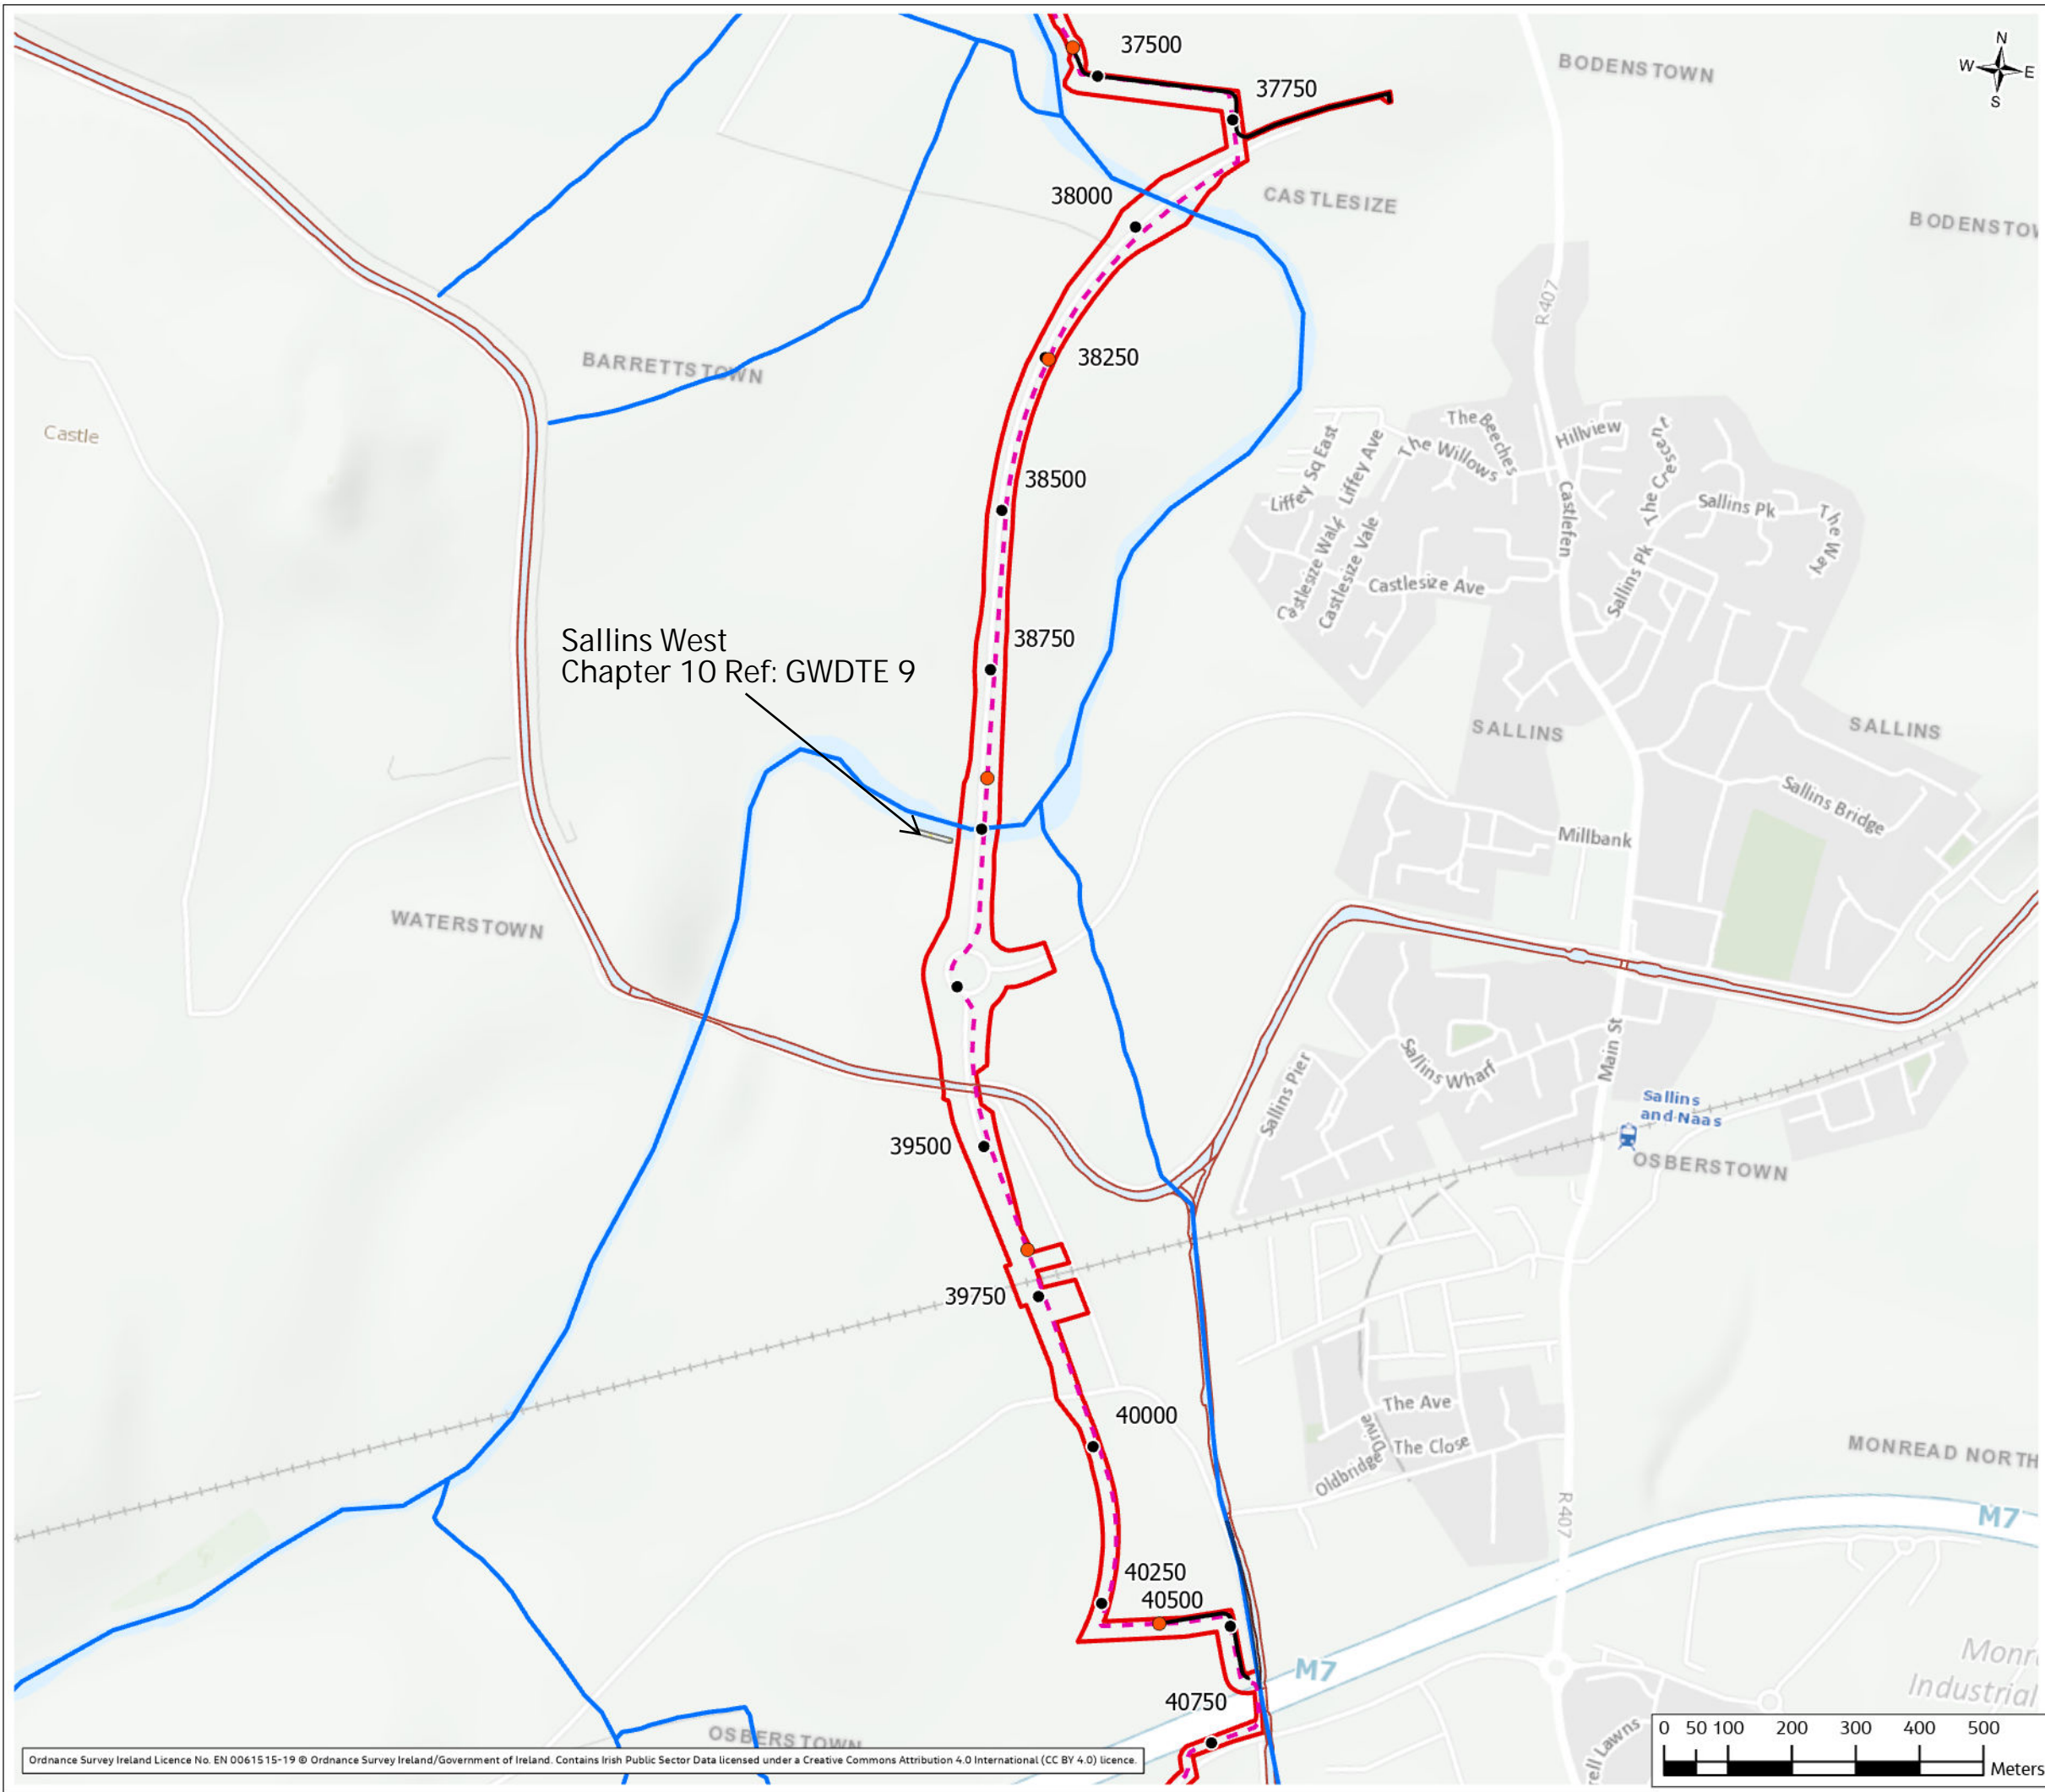 37500
BODENSTOWN
N
W
E
S
37750
38000
CASTLESIZE
R407
38250
BARRETTSTOWN
Castle
The Beeches
Hillview
The Willows
The Crescent
Liffey Sq East
Liffey Ave
38500
Sallins Pk
The Way
Castlefen
Castlesize Walk
Castlesize Vale
Castlesize Ave
Sallins Pk
Sallins West
Chapter 10 Ref: GWDTE 9
38750
SALLINS
SALLINS
Sallins Bridge
Millbank
WATERSTOWN
Main St
Sallins Wharf
Sallins Pier
Sallins
and Naas
39500
OSBERSTOWN
39750
40000
The Ave
Oldbridge Drive
The Close
MONREAD NORTH
R407
M7
40250
40500
M7
40750
Industrial
OSBERSTOWN
Ordnance Survey Ireland Licence No. EN 0061515-19 © Ordnance Survey Ireland/Government of Ireland. Contains Irish Public Sector Data licensed under a Creative Commons Attribution 4.0 International (CC BY 4.0) licence.
0 50 100 200 300 400 500
Meters